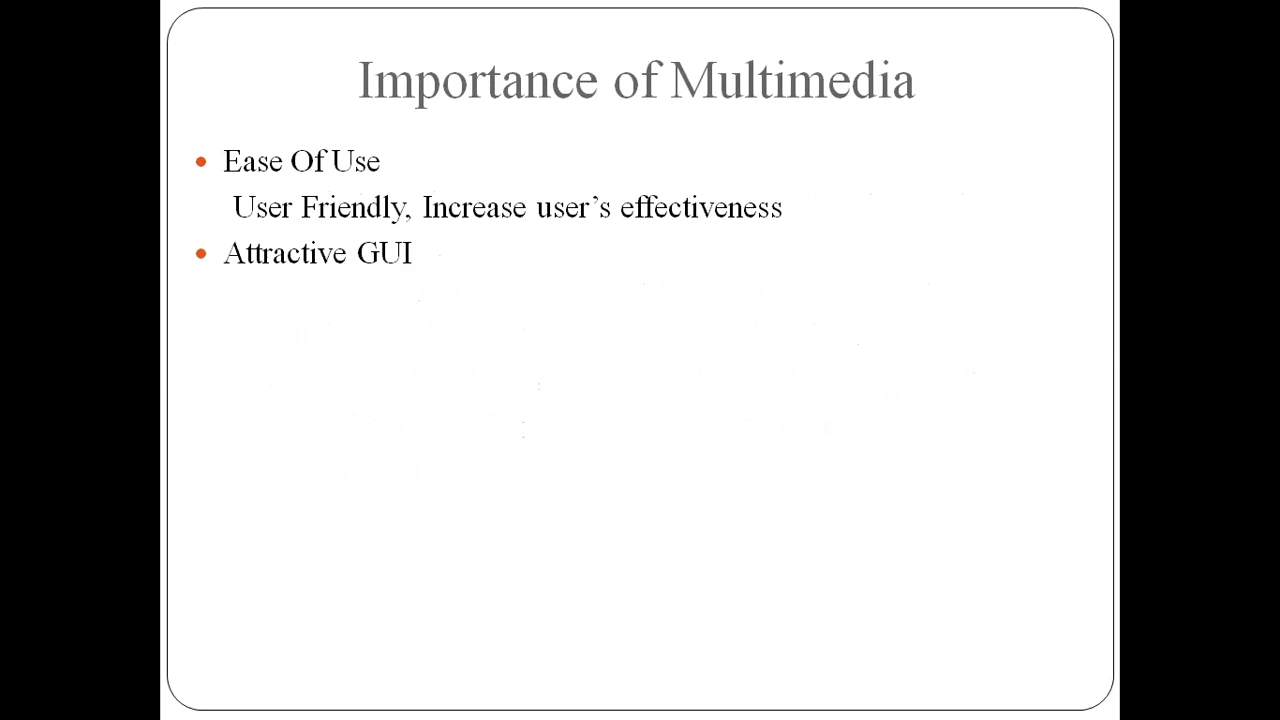 Importance of Multimedia
Ease Of Use
User Friendly, Increase user’s effectiveness
Attractive GUI